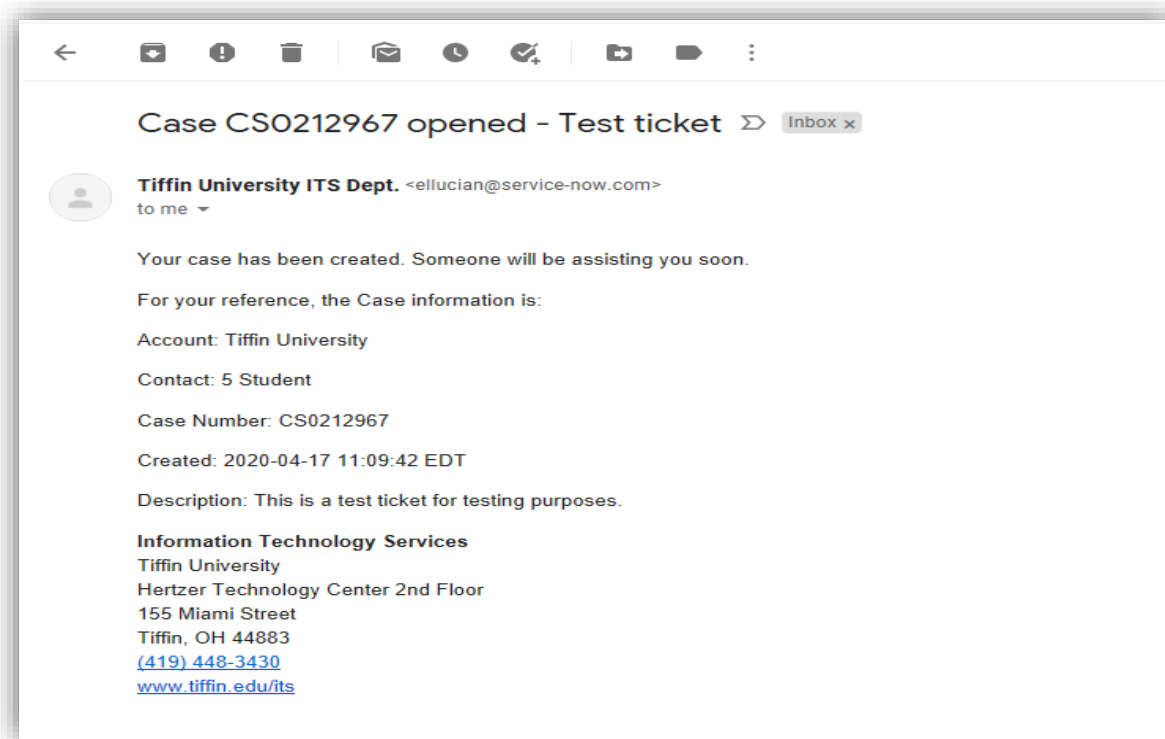 Case CS0212967 opened - Test ticket Inbox x
Tiffin University ITS Dept. <ellucian@service-now.com>
to me
Your case has been created. Someone will be assisting you soon.
For your reference, the Case information is:
Account: Tiffin University
Contact: 5 Student
Case Number: CS0212967
Created: 2020-04-17 11:09:42 EDT
Description: This is a test ticket for testing purposes.
Information Technology Services
Tiffin University
Hertzer Technology Center 2nd Floor
155 Miami Street
Tiffin, OH 44883
(419) 448-3430
www.tiffin.edu/its